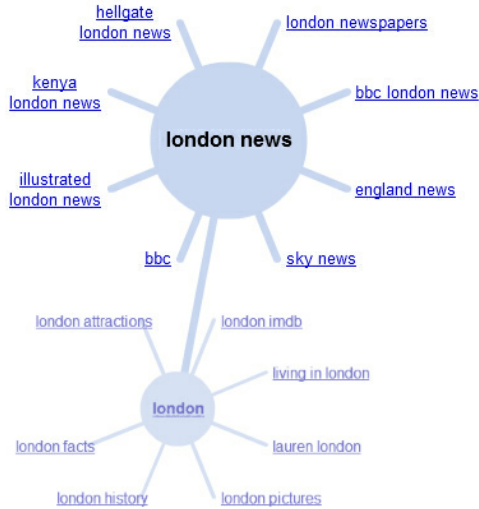 hellgate
london news
london newspapers
kenya
london news
bbc london news
london news
illustrated
london news
england news
bbc
sky news
london attractions
london imdb
living in london
london
london facts
lauren london
london history
london pictures